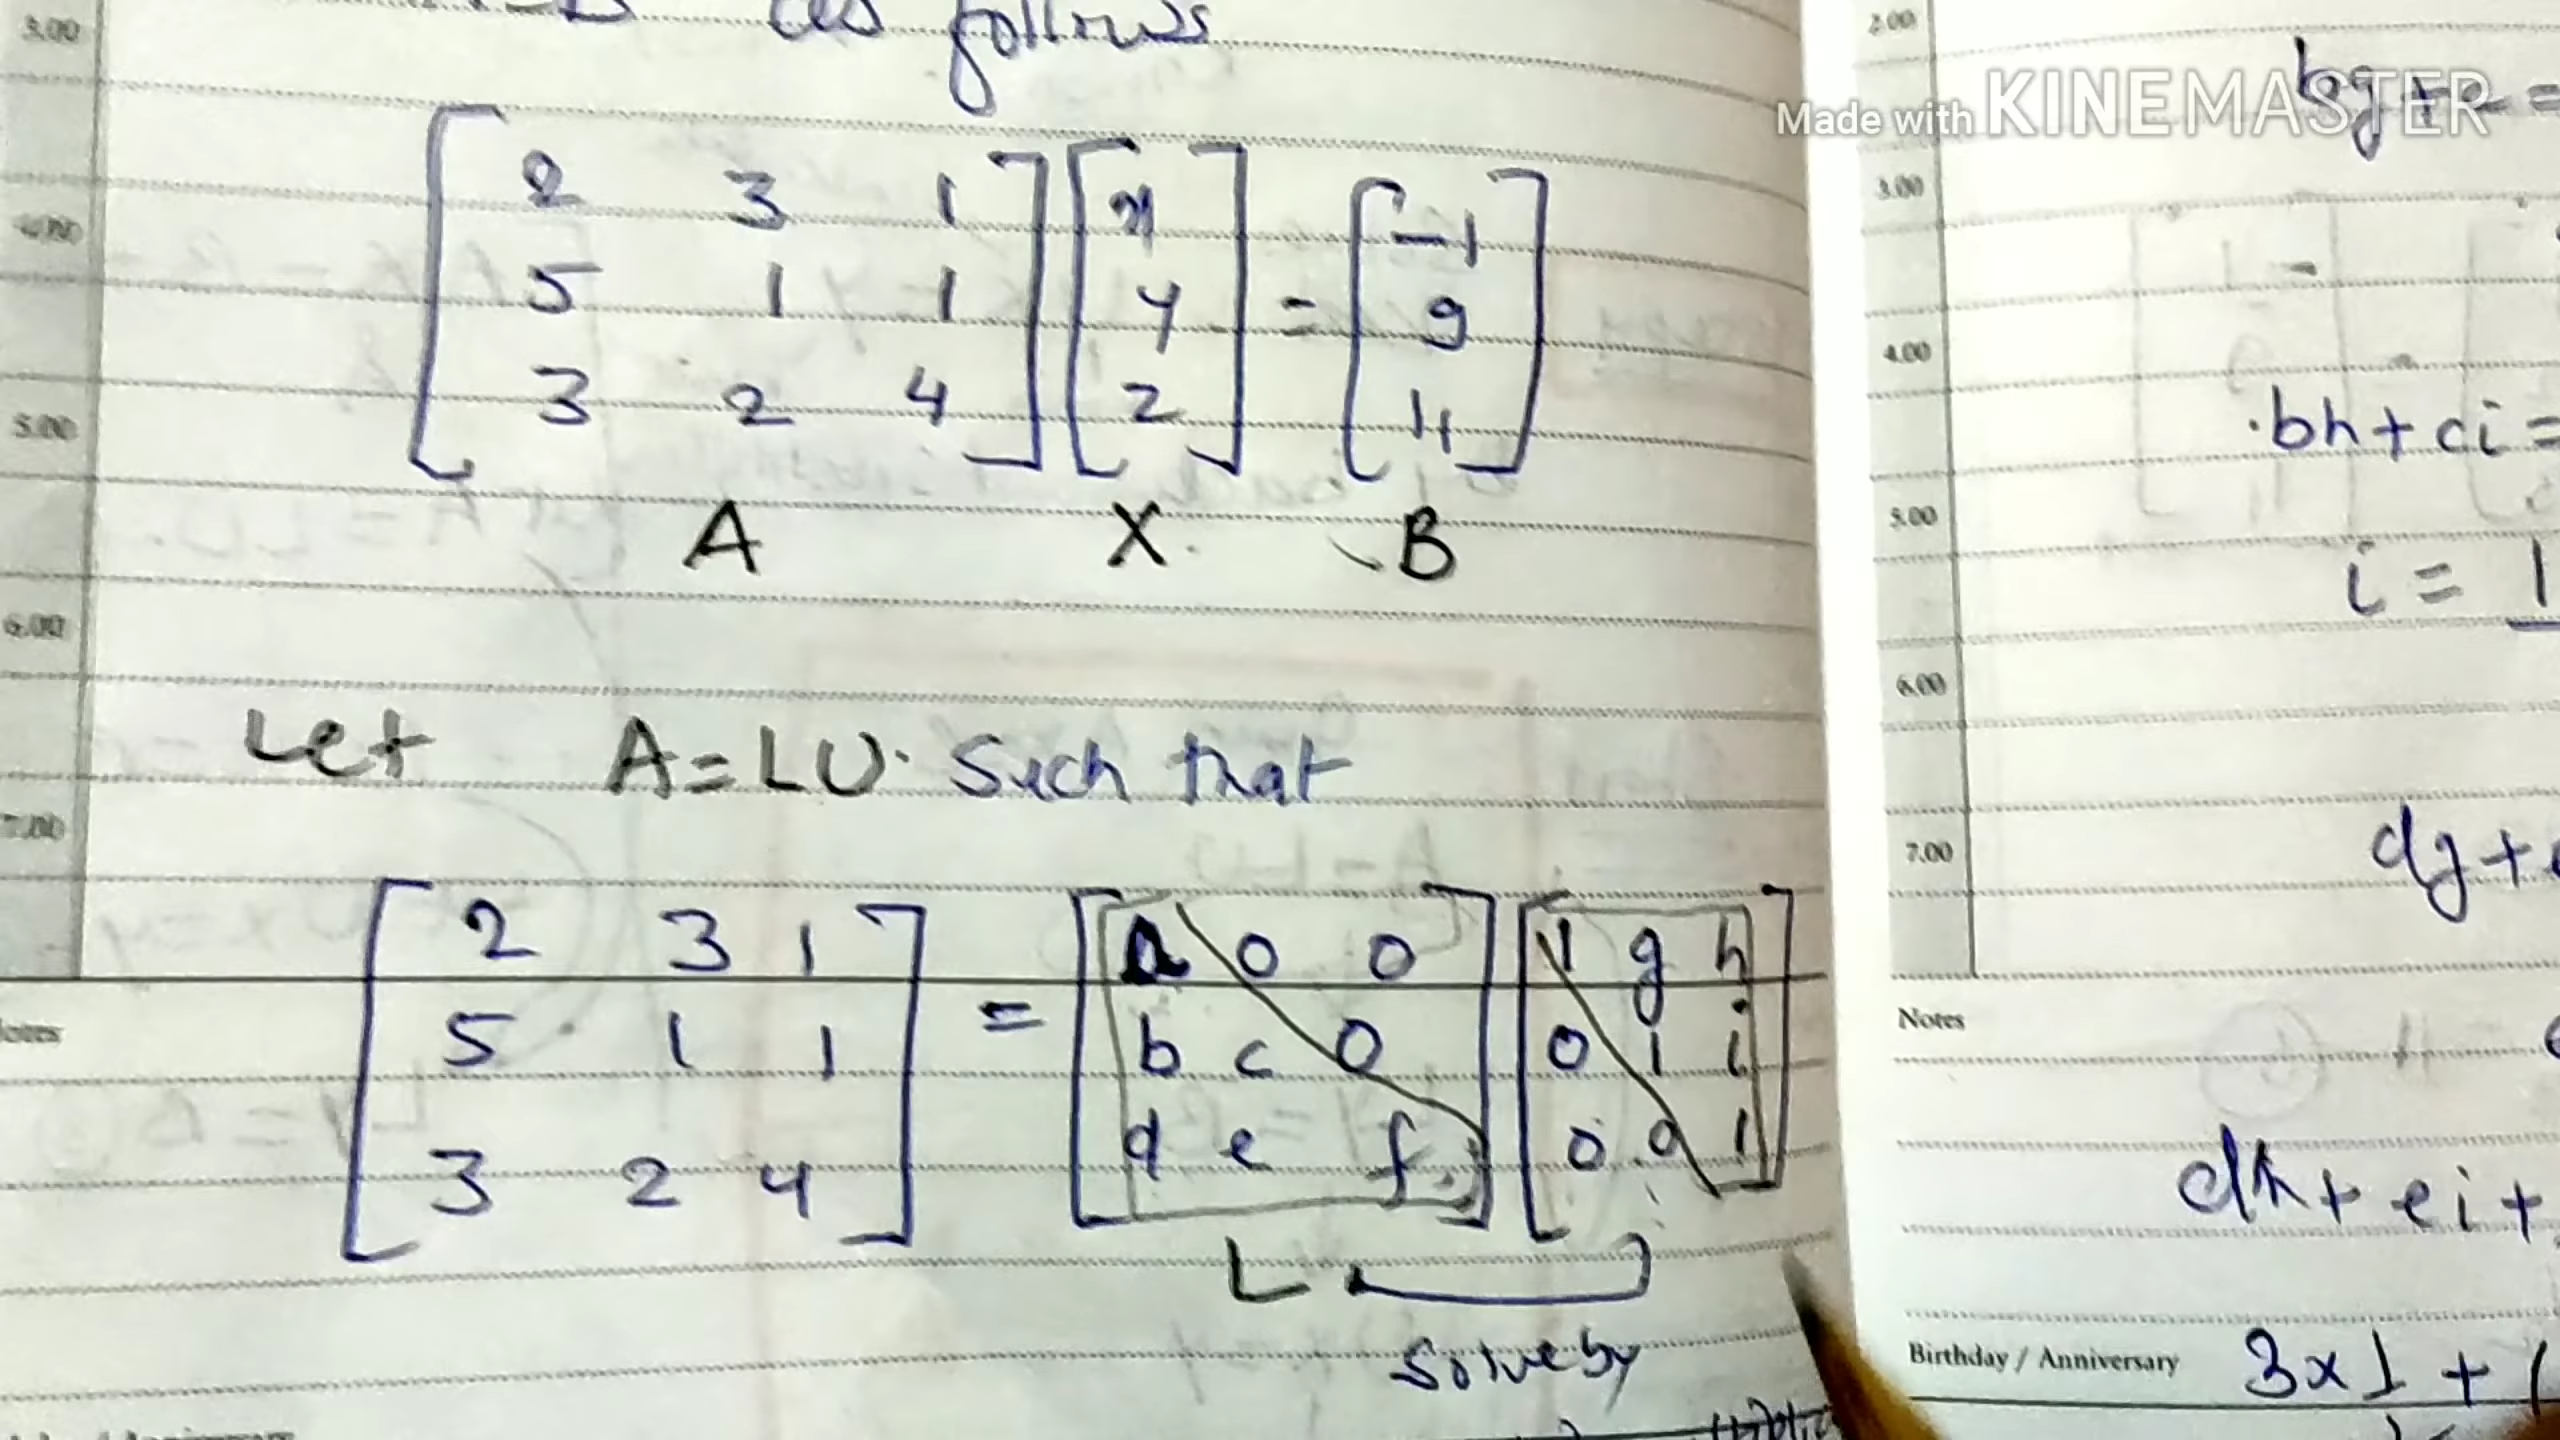 as follows
2 3 1 x -1
5 1 1 y = 9
3 2 4 z 11
A X B
Let A=LU. Such that
2 3 1 a 0 0 1 g h
5 1 1 = b c 0 0 1 i
3 2 4 d e f 0 0 1
L
Solve by
3.00
4.00
5.00
6.00
7.00
Made with KINEMASTER
2.00
3.00
bh+ci=
4.00
5.00
i = 1
6.00
7.00
Notes
dh+ei+
Birthday / Anniversary 3x1 + (